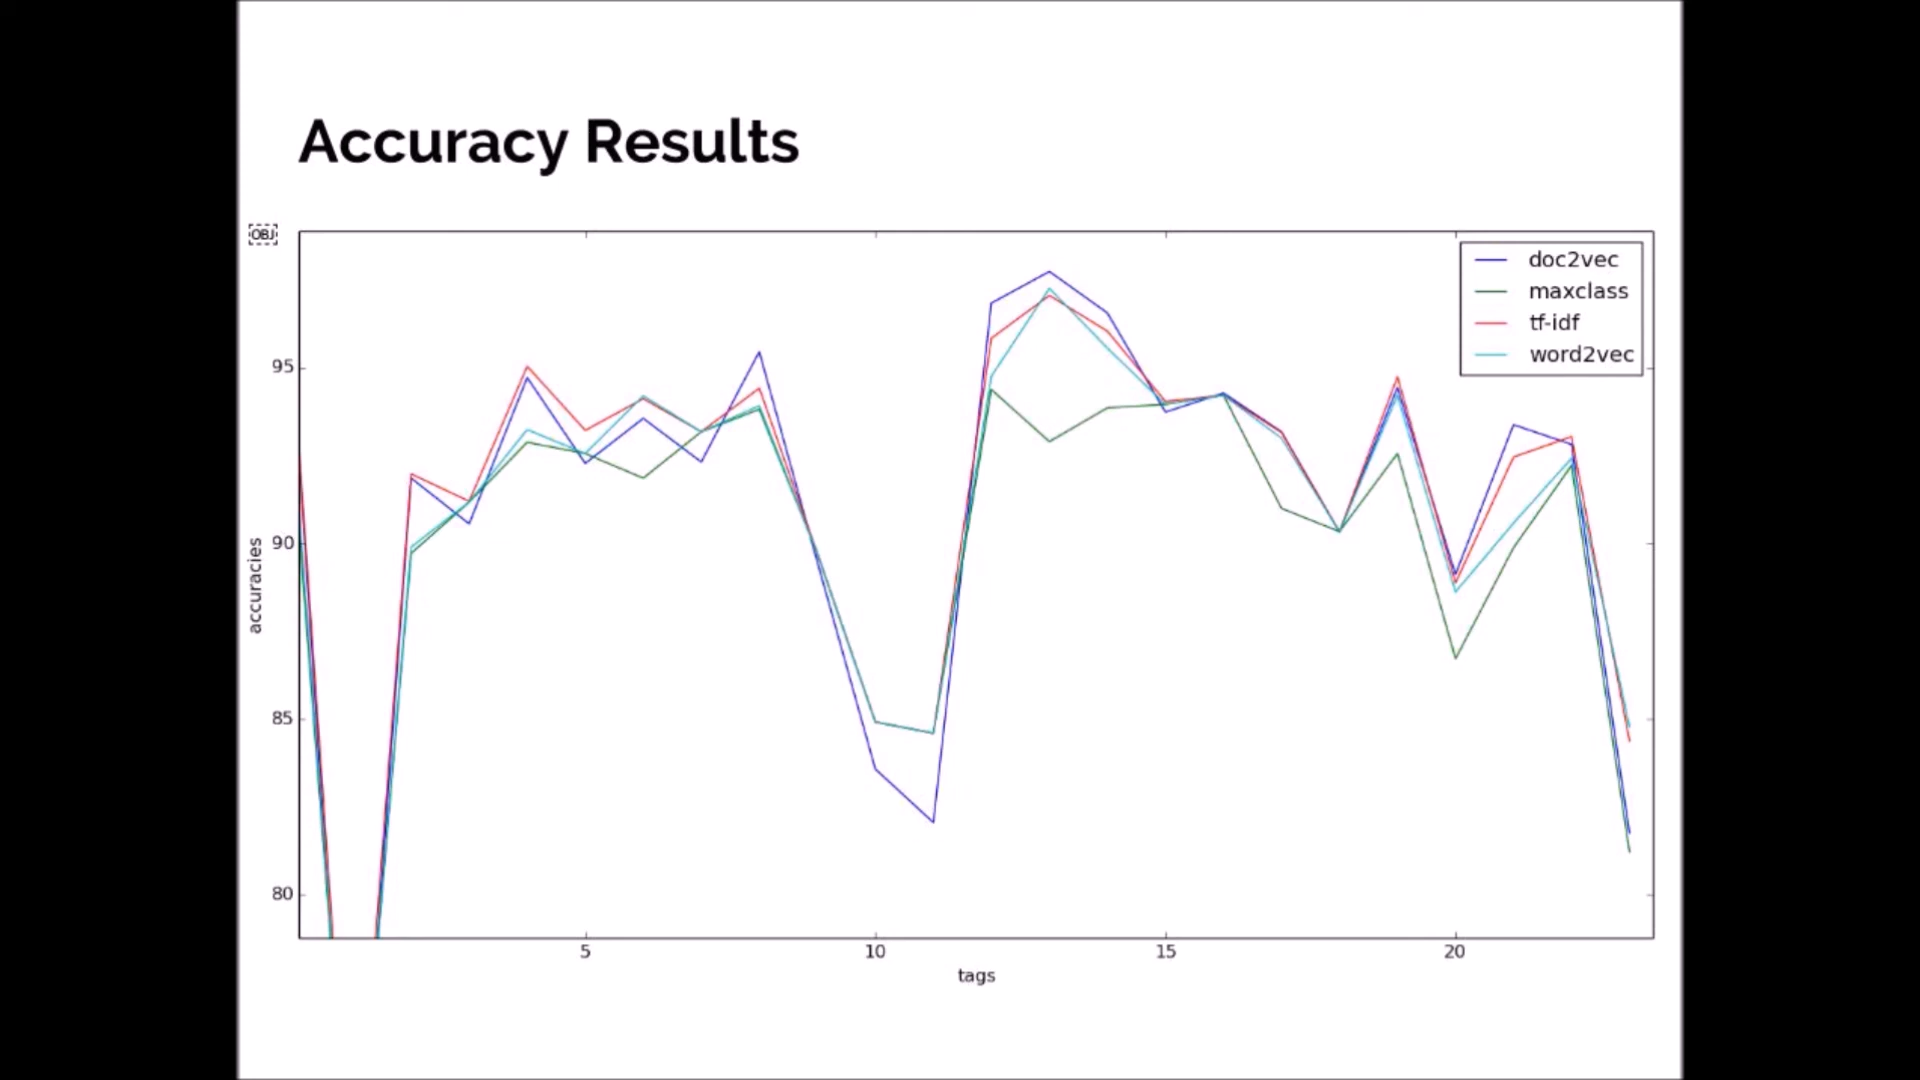 Accuracy Results
OBJ
doc2vec
maxclass
tf-idf
word2vec
95
90
85
80
accuracies
5 10 15 20
tags